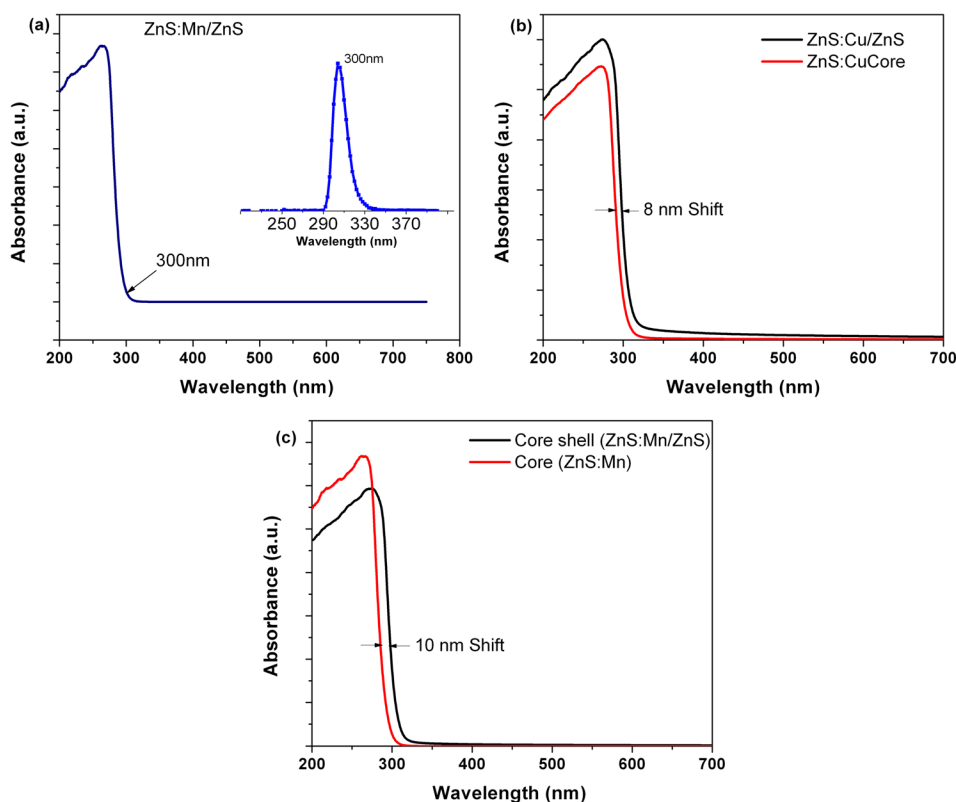 (a)
ZnS:Mn/ZnS
300nm
250 300 330 370
Wavelength (nm)
300nm
Absorbance (a.u.)
200 300 400 500 600 700 800
Wavelength (nm)
(b)
ZnS:Cu/ZnS
ZnS:CuCore
8 nm Shift
Absorbance (a.u.)
200 300 400 500 600 700
Wavelength (nm)
(c)
Core shell (ZnS:Mn/ZnS)
Core (ZnS:Mn)
10 nm Shift
Absorbance (a.u.)
200 300 400 500 600 700
Wavelength (nm)